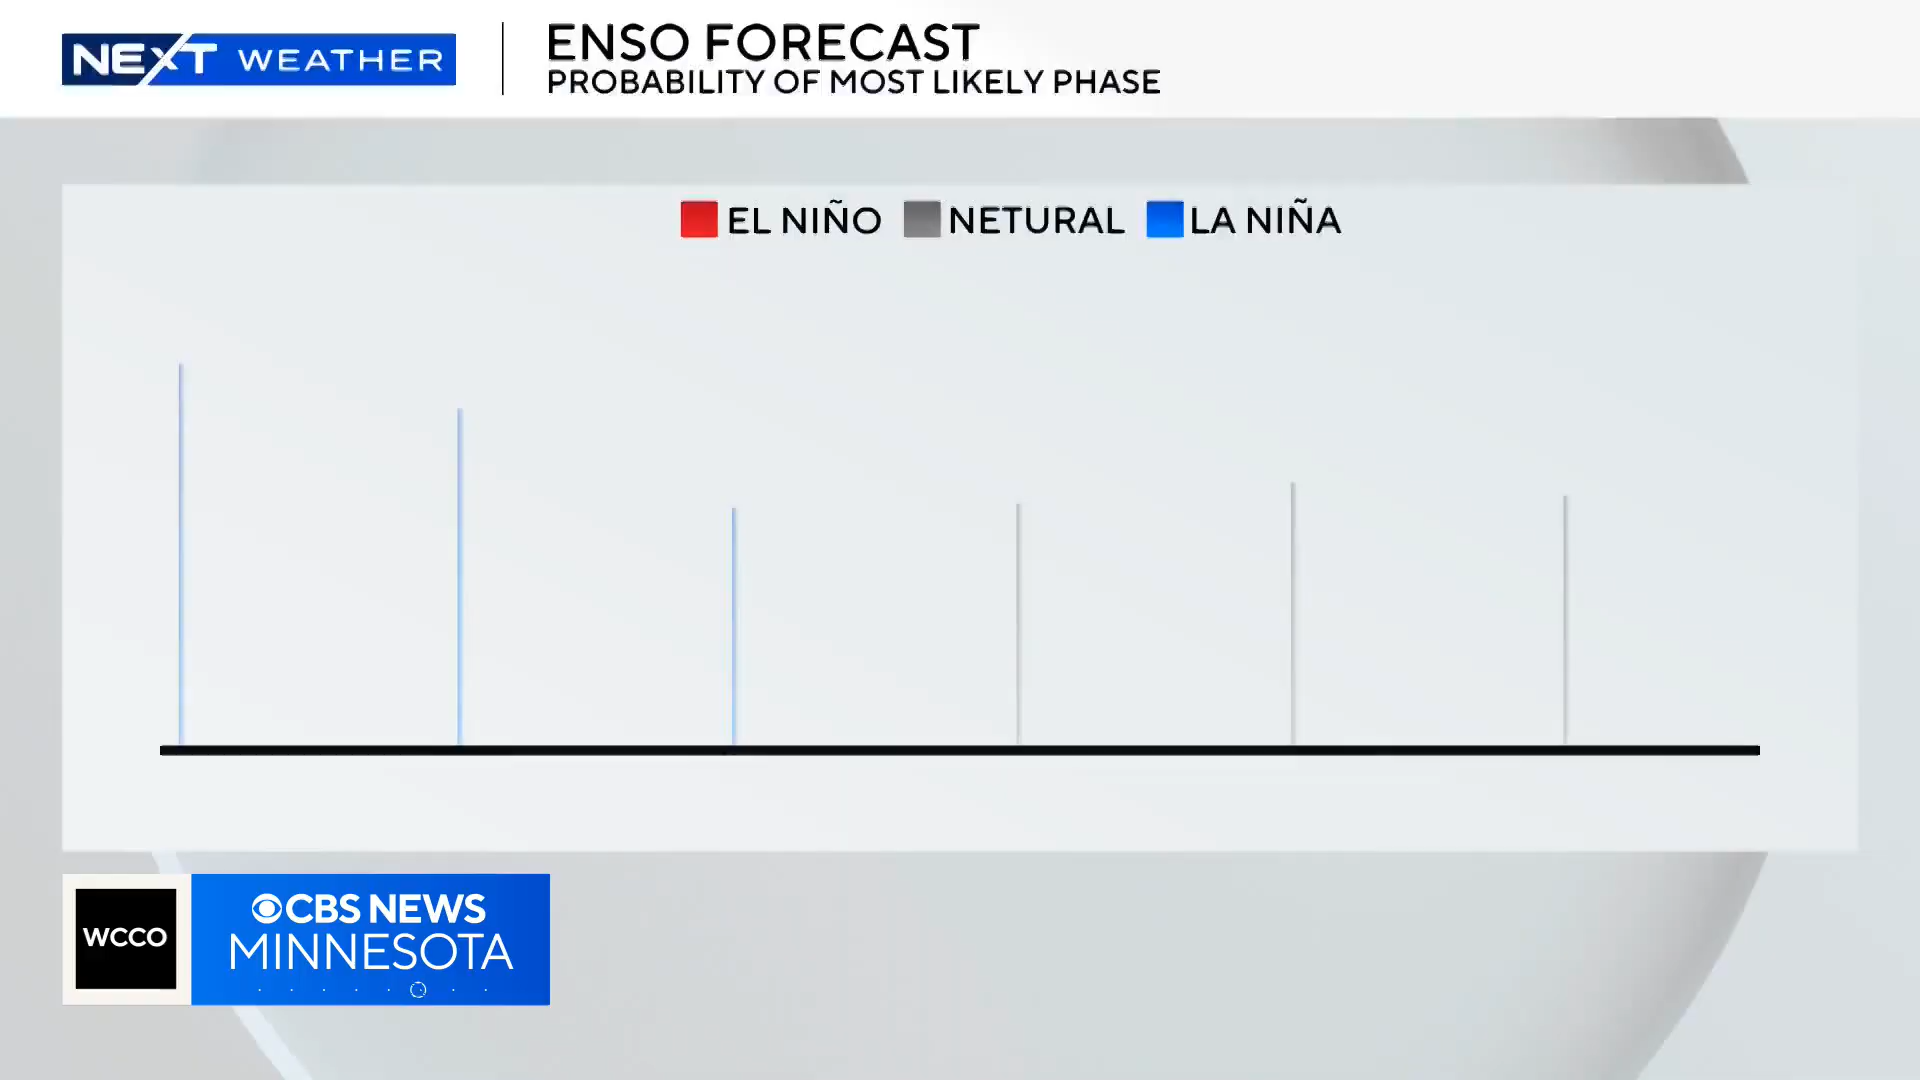 NEXT WEATHER
ENSO FORECAST
PROBABILITY OF MOST LIKELY PHASE
EL NIÑO NETURAL LA NIÑA
WCCO
CBS NEWS
MINNESOTA